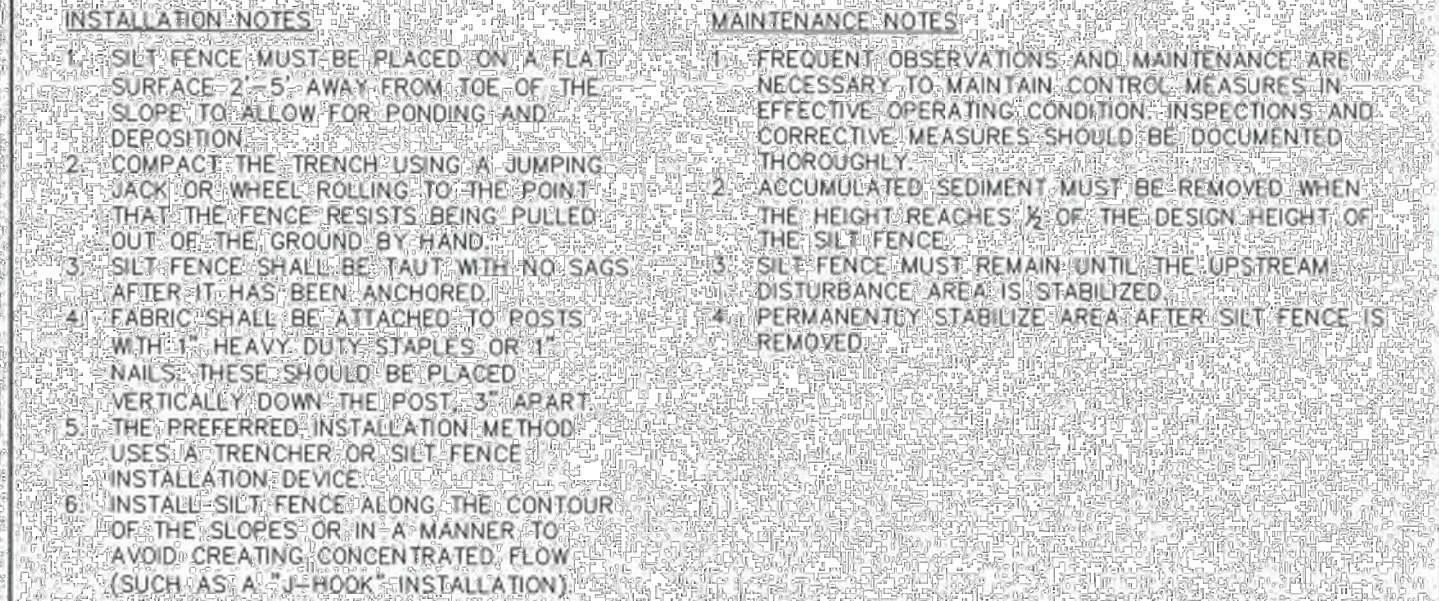 INSTALLATION NOTES
1. SILT FENCE MUST BE PLACED ON A FLAT
SURFACE 2'-5' AWAY FROM TOE OF THE
SLOPE TO ALLOW FOR PONDING AND
DEPOSITION
2. COMPACT THE TRENCH USING A JUMPING
JACK OR WHEEL ROLLING TO THE POINT
THAT THE FENCE RESISTS BEING PULLED
OUT OF THE GROUND BY HAND.
3. SILT FENCE SHALL BE TAUT WITH NO SAGS
AFTER IT HAS BEEN ANCHORED.
4. FABRIC SHALL BE ATTACHED TO POSTS
WITH 1" HEAVY DUTY STAPLES OR 1"
NAILS. THESE SHOULD BE PLACED
VERTICALLY DOWN THE POST, 3" APART.
5. THE PREFERRED INSTALLATION METHOD
USES A TRENCHER OR SILT FENCE
INSTALLATION DEVICE.
6. INSTALL SILT FENCE ALONG THE CONTOUR
OF THE SLOPES OR IN A MANNER TO
AVOID CREATING CONCENTRATED FLOW
(SUCH AS A "J-HOOK" INSTALLATION)
MAINTENANCE NOTES
1. FREQUENT OBSERVATIONS AND MAINTENANCE ARE
NECESSARY TO MAINTAIN CONTROL MEASURES IN
EFFECTIVE OPERATING CONDITION. INSPECTIONS AND
CORRECTIVE MEASURES SHOULD BE DOCUMENTED
THOROUGHLY.
2. ACCUMULATED SEDIMENT MUST BE REMOVED WHEN
THE HEIGHT REACHES ½ OF THE DESIGN HEIGHT OF
THE SILT FENCE.
3. SILT FENCE MUST REMAIN UNTIL THE UPSTREAM
DISTURBANCE AREA IS STABILIZED.
4. PERMANENTLY STABILIZE AREA AFTER SILT FENCE IS
REMOVED.